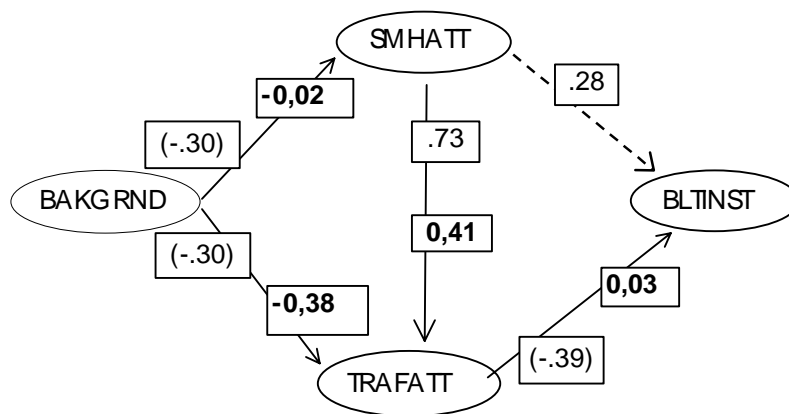 SMHATT
.28
-0,02
(-.30)
.73
BAKGRND
BLTINST
(-.30)
0,41
-0,38
0,03
(-.39)
TRAFATT